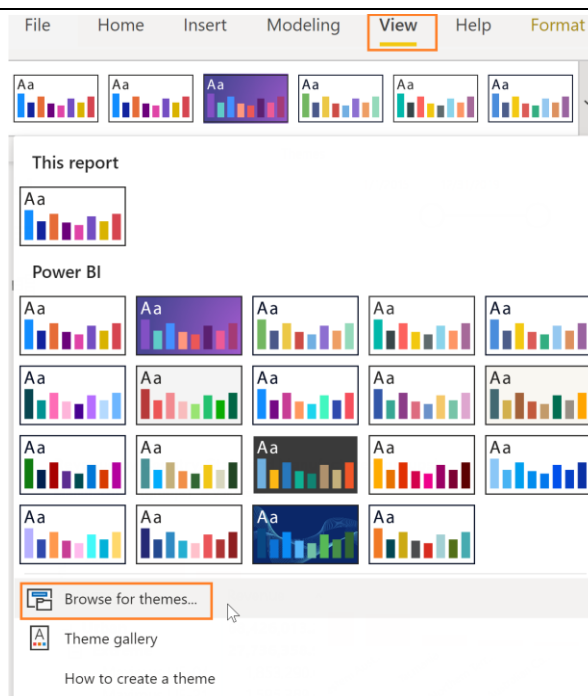 File Home Insert Modeling View Help Format
Aa Aa Aa Aa Aa Aa
This report
Aa
Power BI
Aa Aa Aa Aa Aa
Aa Aa Aa Aa Aa
Aa Aa Aa Aa Aa
Aa Aa Aa Aa
Browse for themes...
A Theme gallery
How to create a theme